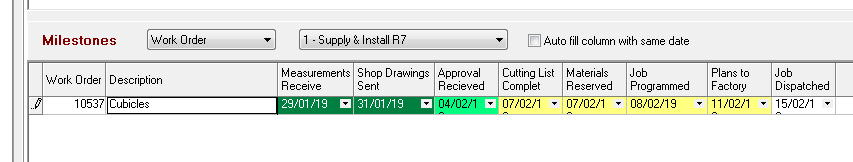 Milestones Work Order 1 - Supply & Install R7 Auto fill column with same date
Work Order Description Measurements Receive Shop Drawings Sent Approval Recieved Cutting List Complet Materials Reserved Job Programmed Plans to Factory Job Dispatched
10537 Cubicles 29/01/19 31/01/19 04/02/1 07/02/1 07/02/1 08/02/19 11/02/1 15/02/1